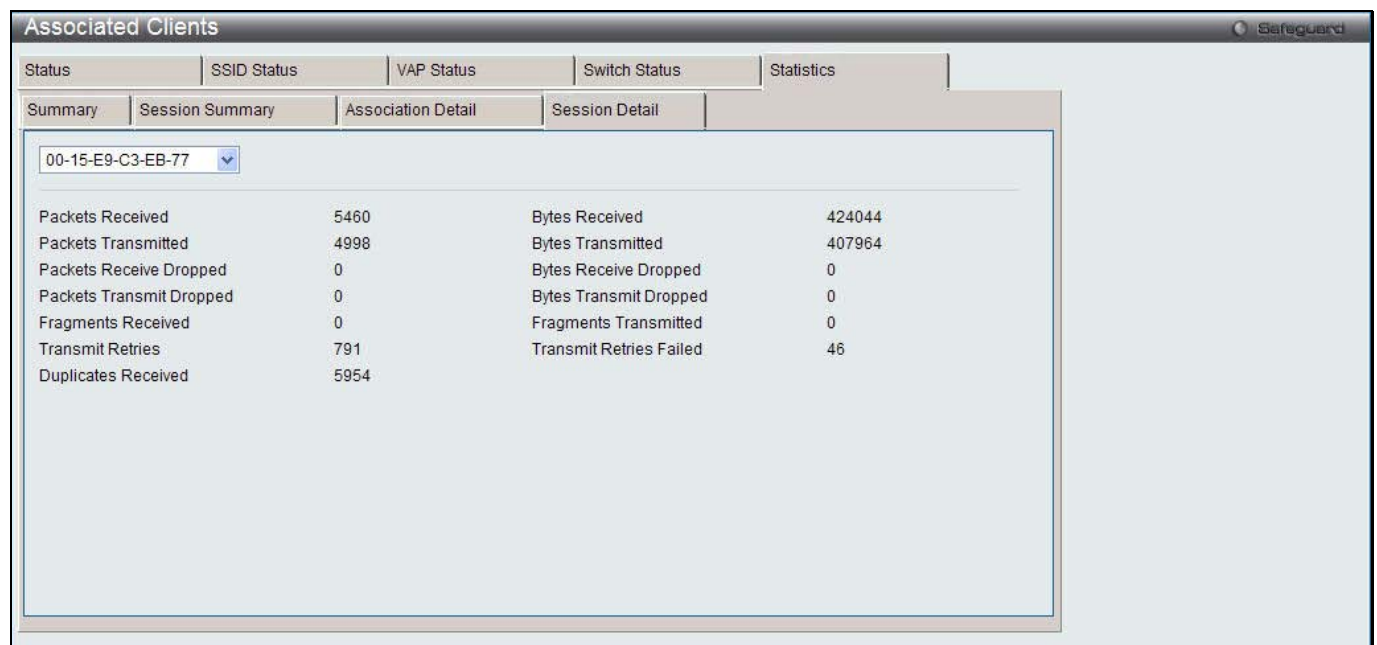 Associated Clients Safeguard
Status SSID Status VAP Status Switch Status Statistics
Summary Session Summary Association Detail Session Detail
00-15-E9-C3-EB-77
Packets Received 5460 Bytes Received 424044
Packets Transmitted 4998 Bytes Transmitted 407964
Packets Receive Dropped 0 Bytes Receive Dropped 0
Packets Transmit Dropped 0 Bytes Transmit Dropped 0
Fragments Received 0 Fragments Transmitted 0
Transmit Retries 791 Transmit Retries Failed 46
Duplicates Received 5954